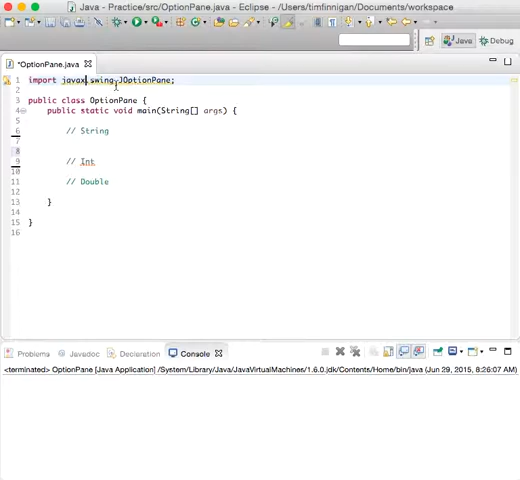 Java - Practice/src/OptionPane.java - Eclipse - /Users/timfinnigan/Documents/workspace
Java Debug
*OptionPane.java
1 import javax.swing.JOptionPane;
2
3 public class OptionPane {
4 public static void main(String[] args) {
6 // String
7
8
9 // Int
10
11 // Double
12
13 }
14
15 }
16
Problems Javadoc Declaration Console
<terminated> OptionPane [Java Application] /System/Library/Java/JavaVirtualMachines/1.6.0.jdk/Contents/Home/bin/java (Jun 29, 2015, 8:26:07 AM)